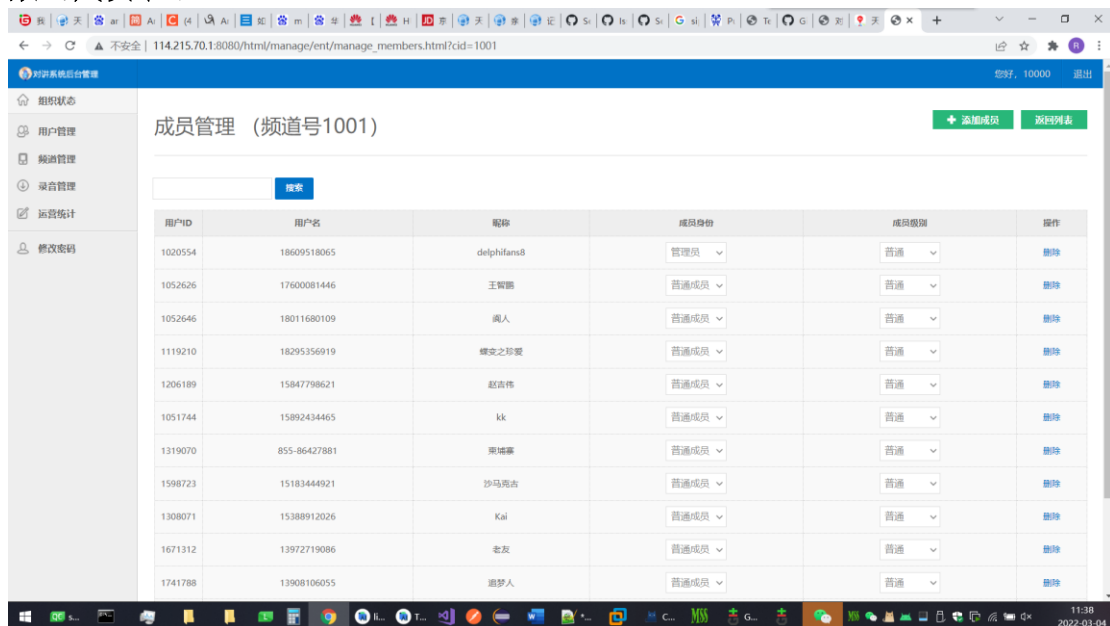 不安全 | 114.215.70.1:8080/html/manage/ent/manage_members.html?cid=1001
对讲系统后台管理 您好，10000 退出
组织状态
用户管理
频道管理
录音管理
运营统计
修改密码
成员管理 （频道号1001） 添加成员 返回列表
搜索
用户ID 用户名 昵称 成员身份 成员级别 操作
1020554 18609518065 delphifans8 管理员 普通 删除
1052626 17600081446 王智鹏 普通成员 普通 删除
1052646 18011680109 阆人 普通成员 普通 删除
1119210 18295356919 蝶变之珍爱 普通成员 普通 删除
1206189 15847798621 赵吉伟 普通成员 普通 删除
1051744 15892434465 kk 普通成员 普通 删除
1319070 855-86427881 柬埔寨 普通成员 普通 删除
1598723 15183444921 沙马克古 普通成员 普通 删除
1308071 15388912026 Kai 普通成员 普通 删除
1671312 13972719086 老友 普通成员 普通 删除
1741788 13908106055 追梦人 普通成员 普通 删除
11:38
2022-03-04